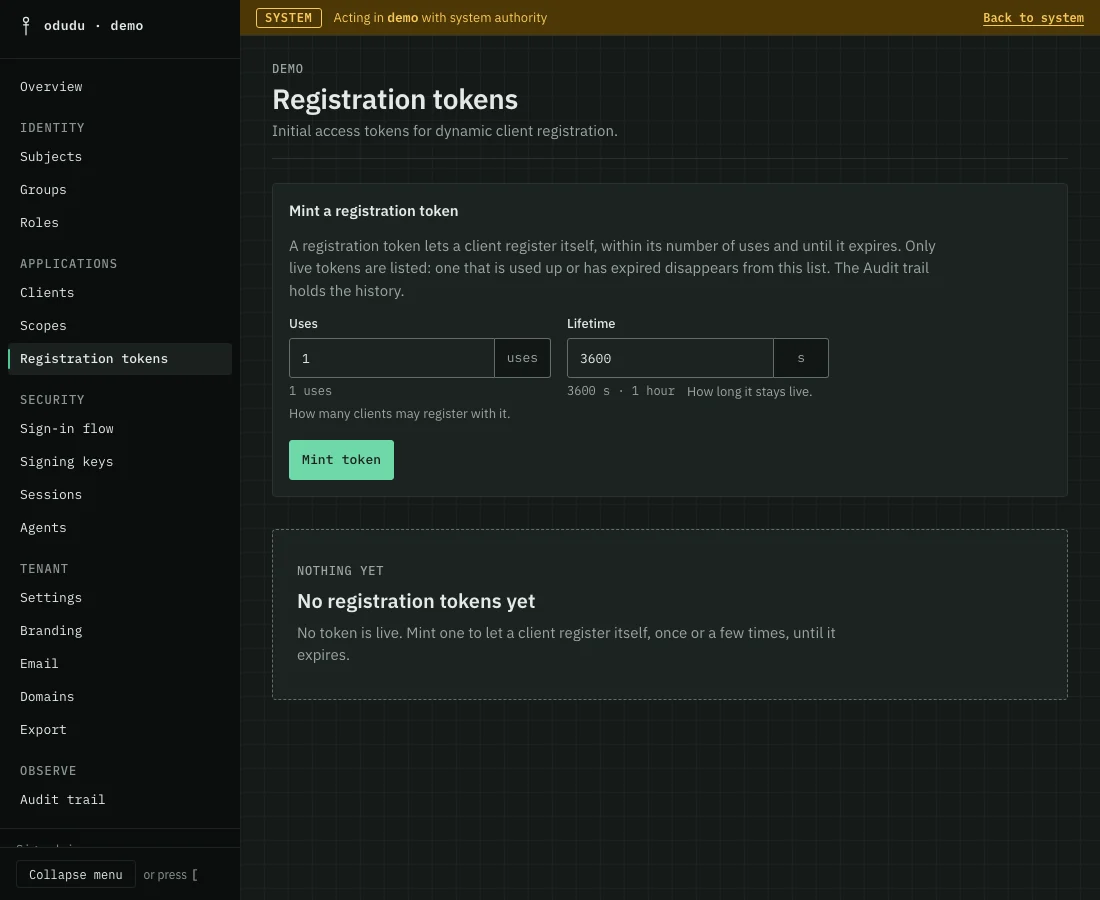 odudu · demo
Overview
IDENTITY
Subjects
Groups
Roles
APPLICATIONS
Clients
Scopes
Registration tokens
SECURITY
Sign-in flow
Signing keys
Sessions
Agents
TENANT
Settings
Branding
Email
Domains
Export
OBSERVE
Audit trail
Collapse menu or press [
SYSTEM Acting in demo with system authority Back to system
DEMO
Registration tokens
Initial access tokens for dynamic client registration.
Mint a registration token
A registration token lets a client register itself, within its number of uses and until it expires. Only
live tokens are listed: one that is used up or has expired disappears from this list. The Audit trail
holds the history.
Uses Lifetime
1 uses 3600 s
1 uses 3600 s · 1 hour How long it stays live.
How many clients may register with it.
Mint token
NOTHING YET
No registration tokens yet
No token is live. Mint one to let a client register itself, once or a few times, until it
expires.